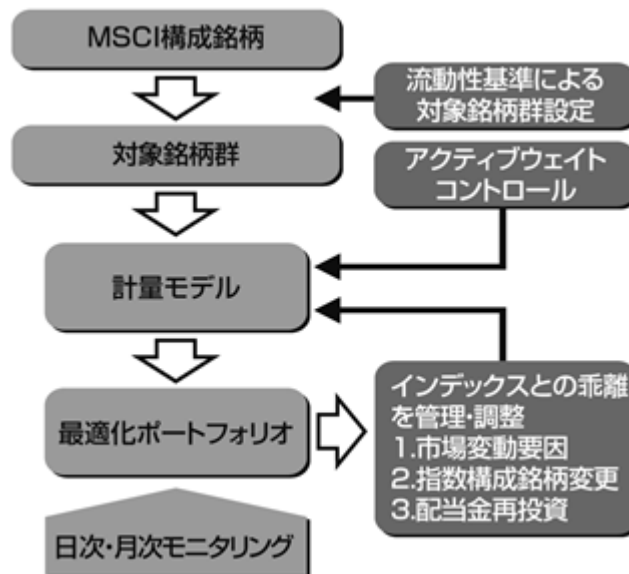 MSCI構成銘柄
流動性基準による
対象銘柄群設定
対象銘柄群
アクティブウェイト
コントロール
計量モデル
最適化ポートフォリオ
インデックスとの乖離
を管理・調整
1.市場変動要因
2.指数構成銘柄変更
3.配当金再投資
日次・月次モニタリング